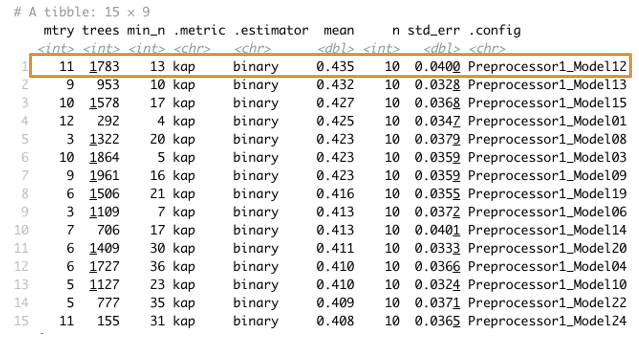 # A tibble: 15 × 9
mtry trees min_n .metric .estimator mean n std_err .config
<int> <int> <int> <chr> <chr> <dbl> <int> <dbl> <chr>
1 11 1783 13 kap binary 0.435 10 0.0400 Preprocessor1_Model12
2 9 953 10 kap binary 0.432 10 0.0328 Preprocessor1_Model13
3 10 1578 17 kap binary 0.427 10 0.0368 Preprocessor1_Model15
4 12 292 4 kap binary 0.425 10 0.0347 Preprocessor1_Model01
5 3 1322 20 kap binary 0.423 10 0.0379 Preprocessor1_Model08
6 10 1864 5 kap binary 0.423 10 0.0359 Preprocessor1_Model03
7 9 1961 16 kap binary 0.423 10 0.0359 Preprocessor1_Model09
8 6 1506 21 kap binary 0.416 10 0.0355 Preprocessor1_Model19
9 3 1109 7 kap binary 0.413 10 0.0372 Preprocessor1_Model06
10 7 706 17 kap binary 0.413 10 0.0401 Preprocessor1_Model14
11 6 1409 30 kap binary 0.411 10 0.0333 Preprocessor1_Model20
12 6 1727 36 kap binary 0.410 10 0.0366 Preprocessor1_Model04
13 5 1127 23 kap binary 0.410 10 0.0324 Preprocessor1_Model10
14 5 777 35 kap binary 0.409 10 0.0371 Preprocessor1_Model22
15 11 155 31 kap binary 0.408 10 0.0365 Preprocessor1_Model24